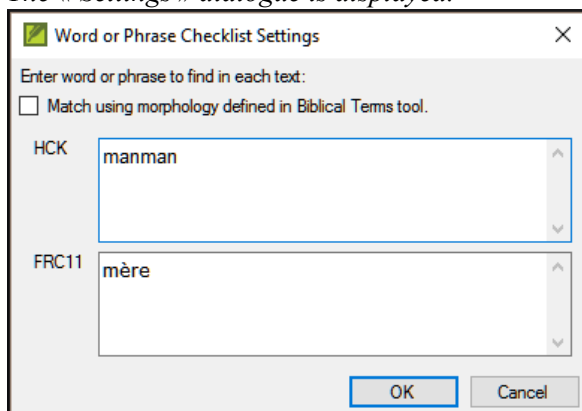 The « Settings » dialogue is displayed.
Word or Phrase Checklist Settings
Enter word or phrase to find in each text:
Match using morphology defined in Biblical Terms tool.
HCK
manman
FRC11
mère
OK Cancel